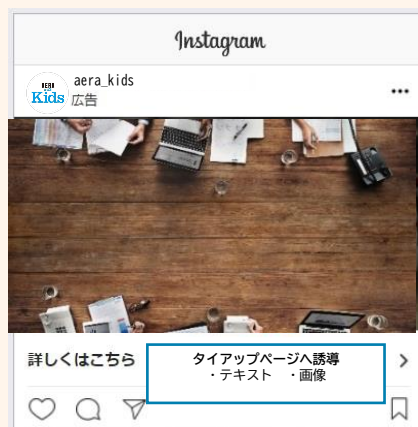 Instagram
aera_kids
AERA
Kids
広告
詳しくはこちら
タイアップページへ誘導
・テキスト ・画像